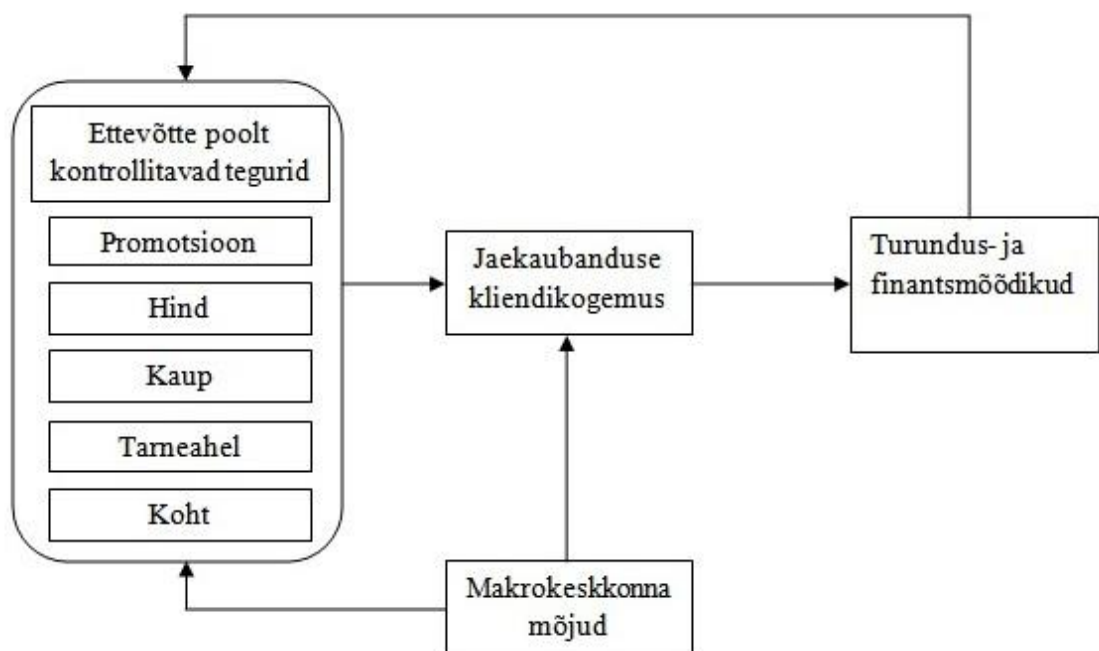 Ettevõtte poolt
kontrollitavad tegurid
Promotsioon
Hind
Kaup
Tarneahel
Koht
Jaekaubanduse
kliendikogemus
Turundus- ja
finantsmõõdikud
Makrokeskkonna
mõjud